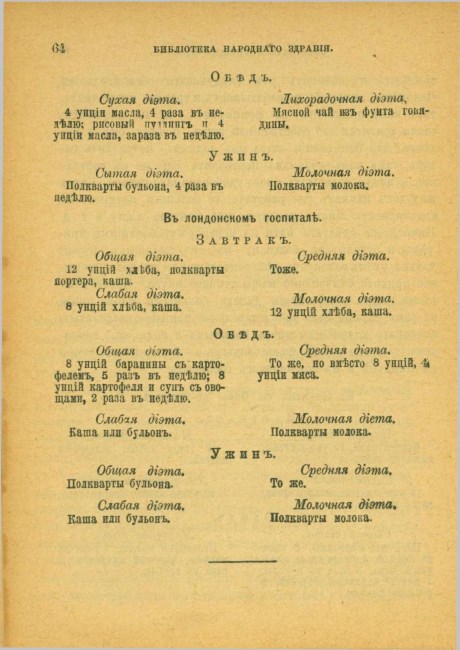 64
БИБЛІОТЕКА НАРОДНАГО ЗДРАВІЯ.
ОБѢДЪ.
Сухая діэта.
4 унціи масла, 4 раза въ не-
дѣлю; рисовый пуддингъ и 4
унціи масла, зараза въ недѣлю.
Лихорадочная діэта,
Мясной чай изъ фунта говя-
дины,
УЖИНЪ.
Сытая діэта.
Полкварты бульона, 4 раза въ
недѣлю.
Молочная діэта.
Полкварты молока.
Въ лондонскомъ госпиталѣ.
ЗАВТРАКЪ.
Общая діэта.
12 унцій хлѣба, полкварты
портера, каша.
Средняя діэта.
Тоже.
Слабая діэта.
8 унцій хлѣба, каша.
Молочная діэта.
12 унцій хлѣба, каша.
ОБѢДЪ.
Общая діэта.
8 унцій баранины съ карто-
фелемъ, 5 разъ въ недѣлю; 8
унцій картофеля и супъ съ ово-
щами, 2 раза въ недѣлю.
Средняя діэта.
То же, но вмѣсто 8 унцій, 4
унціи мяса.
Слабая діэта.
Каша или бульонъ.
Молочная діета.
Полкварты молока.
УЖИНЪ.
Общая діэта.
Полкварты бульона.
Средняя діэта.
То же.
Слабая діэта.
Каша или бульонъ.
Молочная діэта.
Полкварты молока.